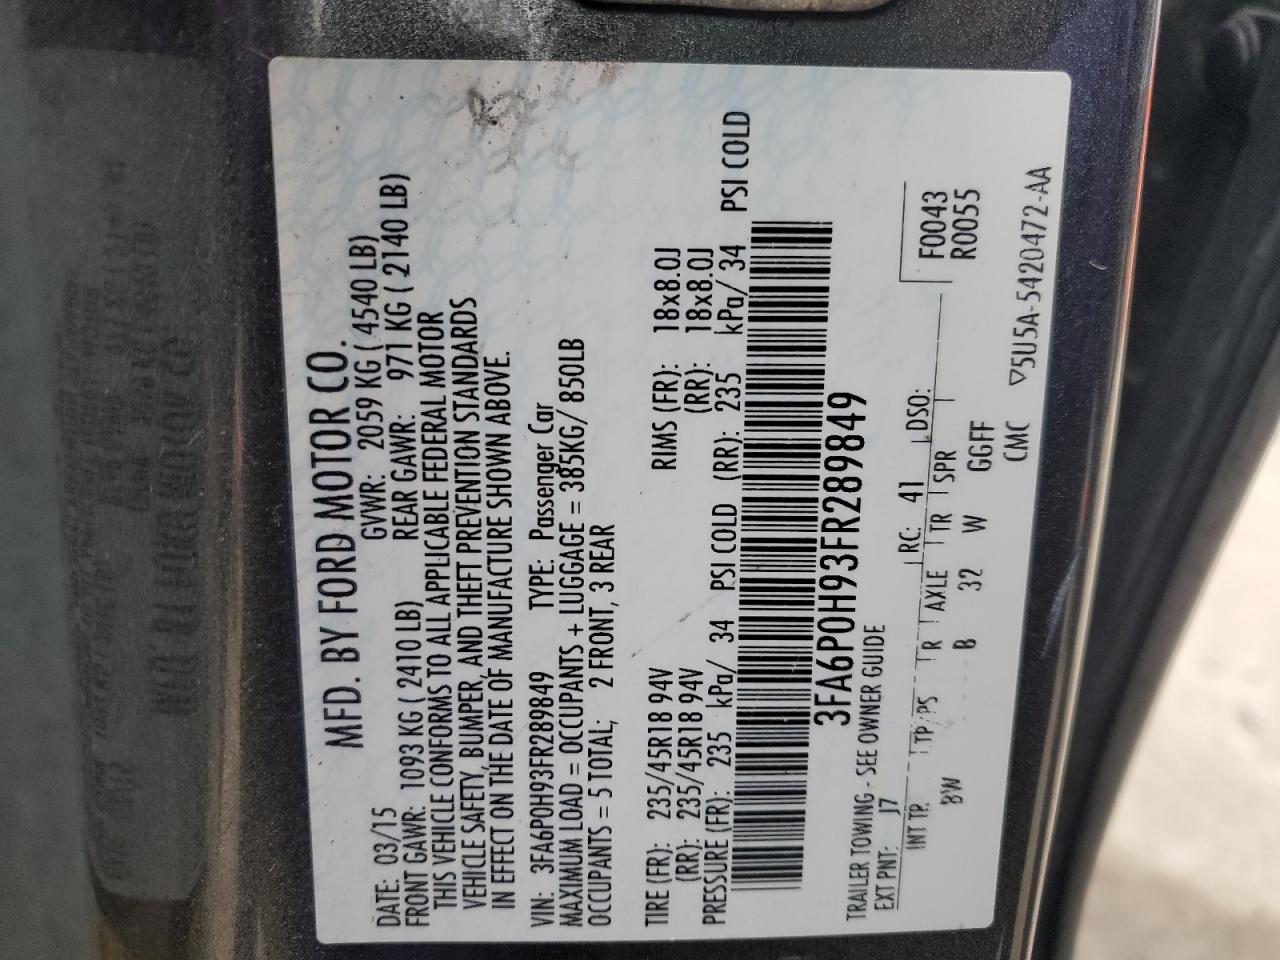 MFD. BY FORD MOTOR CO.
DATE: 03/15 GVWR: 2059 KG ( 4540 LB)
FRONT GAWR: 1093 KG ( 2410 LB) REAR GAWR: 971 KG ( 2140 LB)
THIS VEHICLE CONFORMS TO ALL APPLICABLE FEDERAL MOTOR
VEHICLE SAFETY, BUMPER, AND THEFT PREVENTION STANDARDS
IN EFFECT ON THE DATE OF MANUFACTURE SHOWN ABOVE.
VIN: 3FA6P0H93FR289849 TYPE: Passenger Car
MAXIMUM LOAD = OCCUPANTS + LUGGAGE = 385KG/ 850LB
OCCUPANTS = 5 TOTAL; 2 FRONT, 3 REAR
TIRE (FR): 235/45R18 94V RIMS (FR): 18x8.0J
(RR): 235/45R18 94V (RR): 18x8.0J
PRESSURE (FR): 235 kPa/ 34 PSI COLD (RR): 235 kPa/ 34 PSI COLD
3FA6P0H93FR289849
TRAILER TOWING - SEE OWNER GUIDE
EXT PNT: J7 RC: 41 DSO: F0043
INT TR TP/PS R AXLE TR SPR R0055
8W B 32 W GGFF
CMC ▽5U5A-5420472-AA